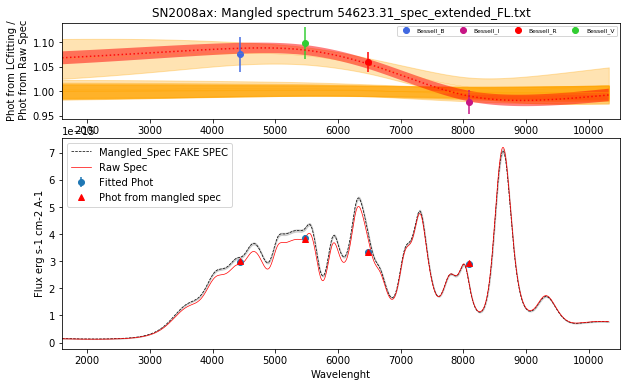 SN2008ax: Mangled spectrum 54623.31_spec_extended_FL.txt
Phot from LCfitting /
Phot from Raw Spec
1.10
1.05
1.00
0.95
Bessell_B
Bessell_I
Bessell_R
Bessell_V
2000 3000 4000 5000 6000 7000 8000 9000 10000
1e−15
Flux erg s-1 cm-2 A-1
7
6
5
4
3
2
1
0
Mangled_Spec FAKE SPEC
Raw Spec
Fitted Phot
Phot from mangled spec
2000 3000 4000 5000 6000 7000 8000 9000 10000
Wavelenght